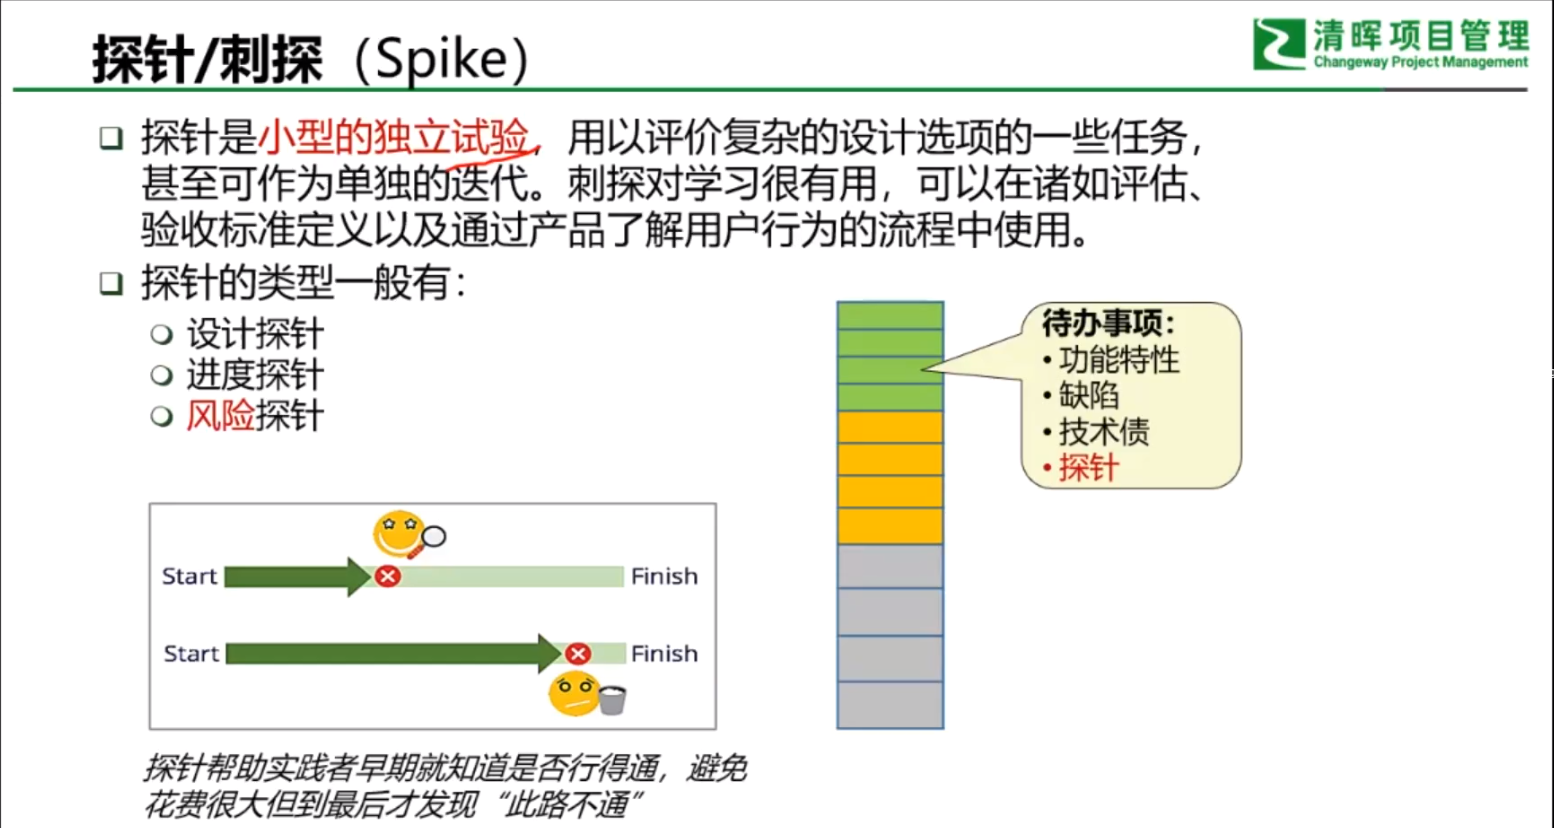 探针/刺探（Spike）
清晖项目管理
Changeway Project Management
探针是小型的独立试验，用以评价复杂的设计选项的一些任务，
甚至可作为单独的迭代。刺探对学习很有用，可以在诸如评估、
验收标准定义以及通过产品了解用户行为的流程中使用。
探针的类型一般有：
设计探针
进度探针
风险探针
待办事项：
• 功能特性
• 缺陷
• 技术债
• 探针
Start Finish
Start Finish
探针帮助实践者早期就知道是否行得通，避免
花费很大但到最后才发现“此路不通”